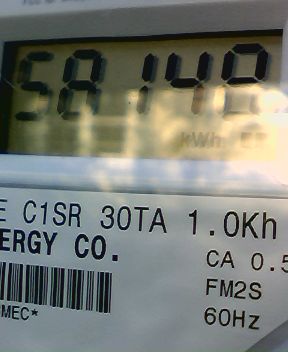 58148
kWh
E C1SR 30TA 1.0Kh
ERGY CO.
CA 0.5
FM2S
MEC*
60Hz